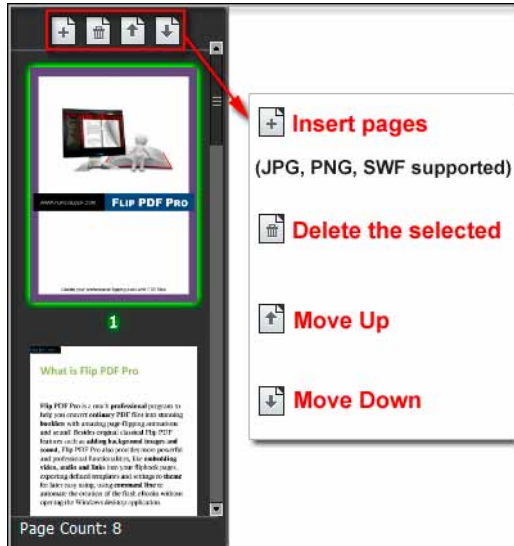 Insert pages
(JPG, PNG, SWF supported)
Delete the selected
Move Up
Move Down
FLIP PDF PRO
1
What is Flip PDF Pro
Flip PDF Pro is a much professional program to
help you convert ordinary PDF files into stunning
booklets with amazing page-flipping animations
and sound. Besides original classical Flip PDF
features such as adding background images and
sound, Flip PDF Pro also provides more powerful
and professional functionalities, like embedding
video, audio and links into your flipbook pages,
exporting defined templates and settings to theme
for later easy using, using command line to
automate the creation of the flash eBooks without
opening the Windows desktop application.
Page Count: 8